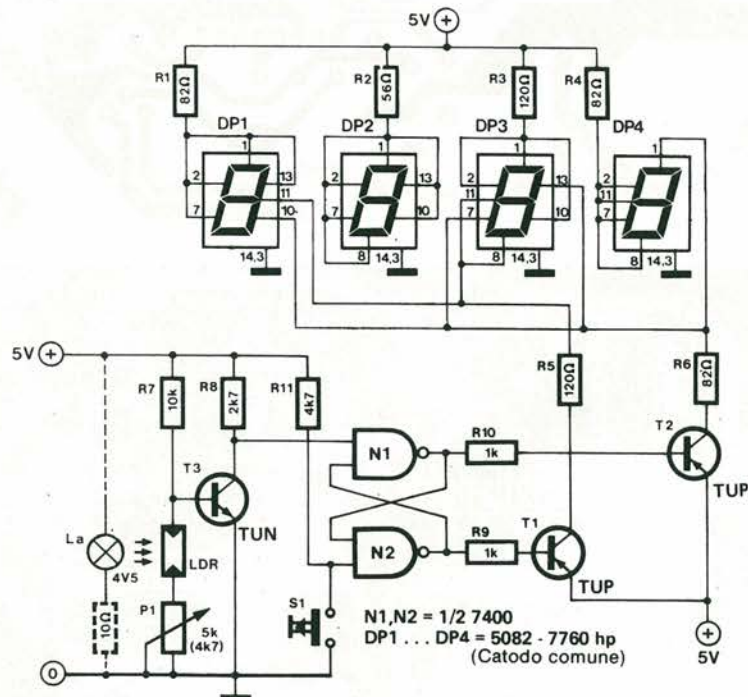 5V
R1
82Ω
R2
56Ω
R3
120Ω
R4
82Ω
DP1
DP2
DP3
DP4
1
2
7
13
11
10
14,3
1
2
7
13
10
8
14,3
1
2
11
7
13
10
8
14,3
1
2
11
7
8
14,3
5V
R7
10k
R8
2k7
R11
4k7
R5
120Ω
R6
82Ω
T3
TUN
N1
N2
R10
1k
R9
1k
T2
TUP
T1
TUP
La
4V5
LDR
10Ω
P1
5k
(4k7)
S1
0
5V
N1,N2 = 1/2 7400
DP1 . . . DP4 = 5082 - 7760 hp
(Catodo comune)